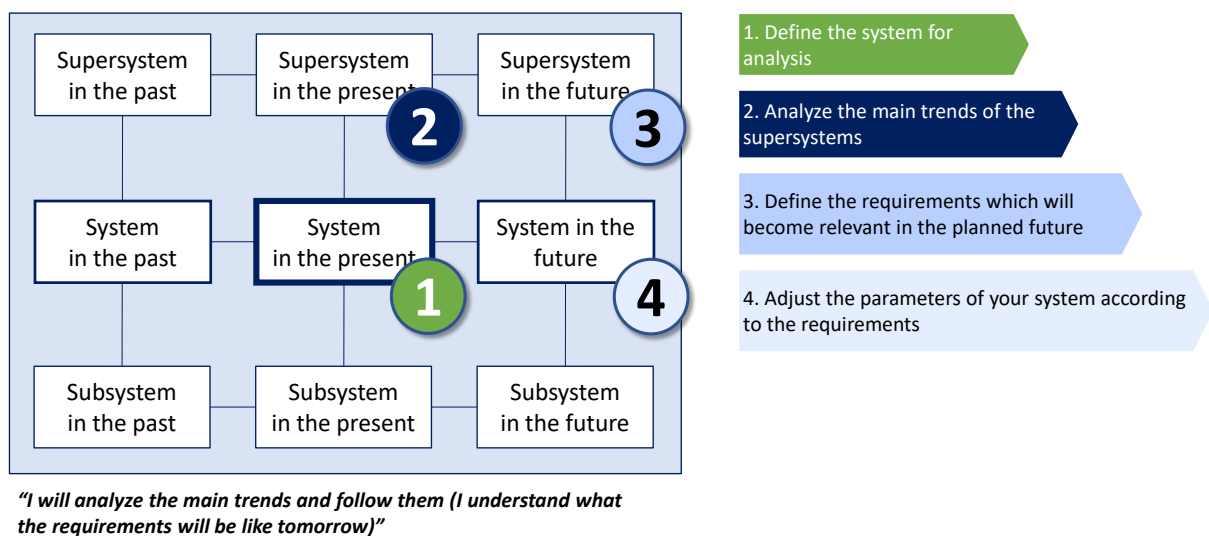 Supersystem
in the past
Supersystem
in the present
Supersystem
in the future
2
3
System
in the past
System
in the present
System in the
future
1
4
Subsystem
in the past
Subsystem
in the present
Subsystem
in the future
“I will analyze the main trends and follow them (I understand what
the requirements will be like tomorrow)”
1. Define the system for
analysis
2. Analyze the main trends of the
supersystems
3. Define the requirements which will
become relevant in the planned future
4. Adjust the parameters of your system according
to the requirements